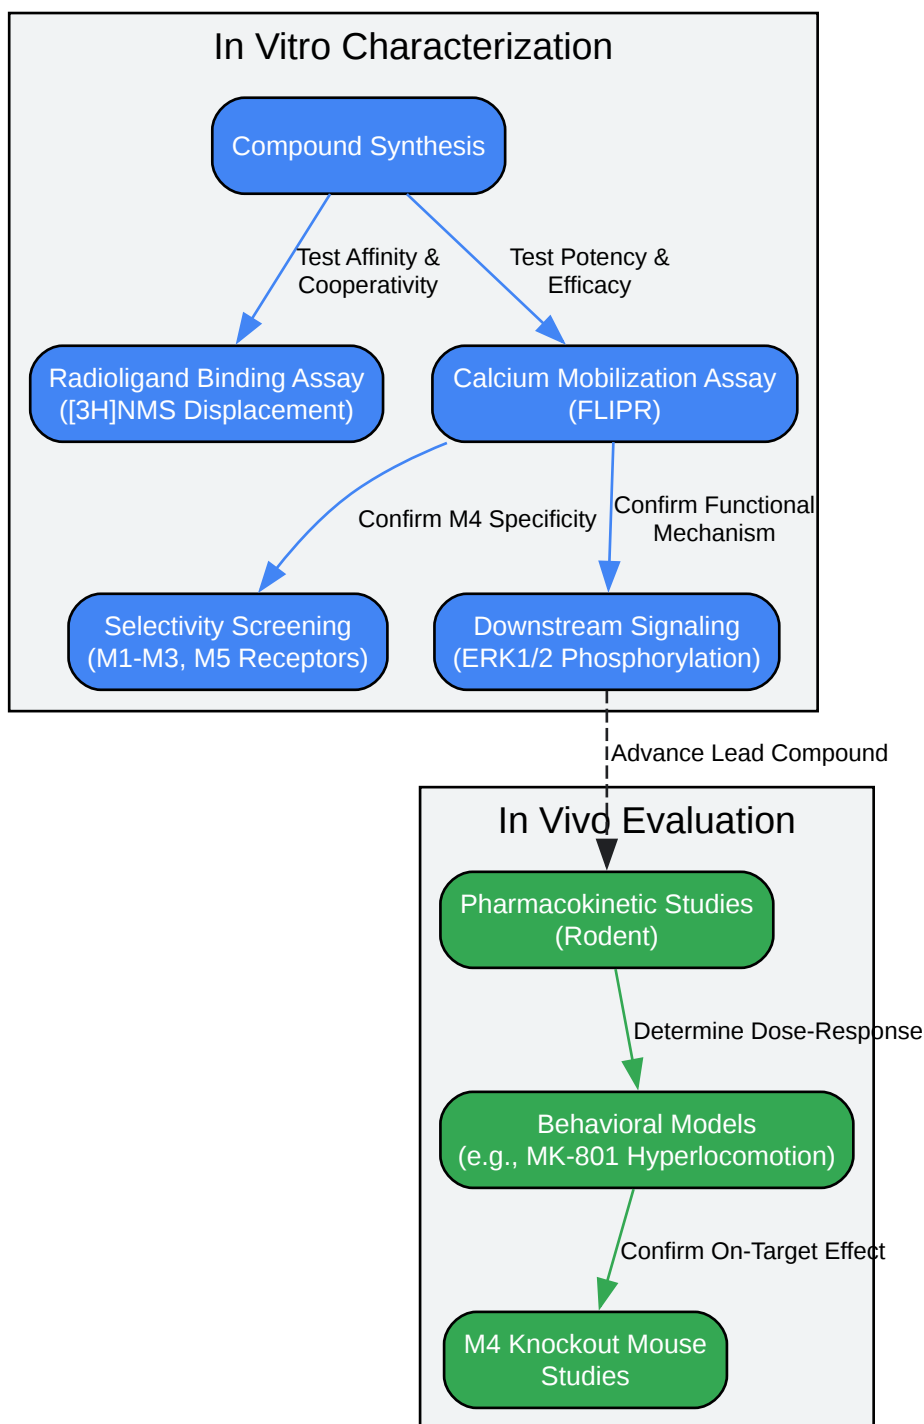 In Vitro Characterization
Compound Synthesis
Test Affinity &
Cooperativity
Test Potency &
Efficacy
Radioligand Binding Assay
([3H]NMS Displacement)
Calcium Mobilization Assay
(FLIPR)
Confirm M4 Specificity
Confirm Functional
Mechanism
Selectivity Screening
(M1-M3, M5 Receptors)
Downstream Signaling
(ERK1/2 Phosphorylation)
Advance Lead Compound
In Vivo Evaluation
Pharmacokinetic Studies
(Rodent)
Determine Dose-Response
Behavioral Models
(e.g., MK-801 Hyperlocomotion)
Confirm On-Target Effect
M4 Knockout Mouse
Studies